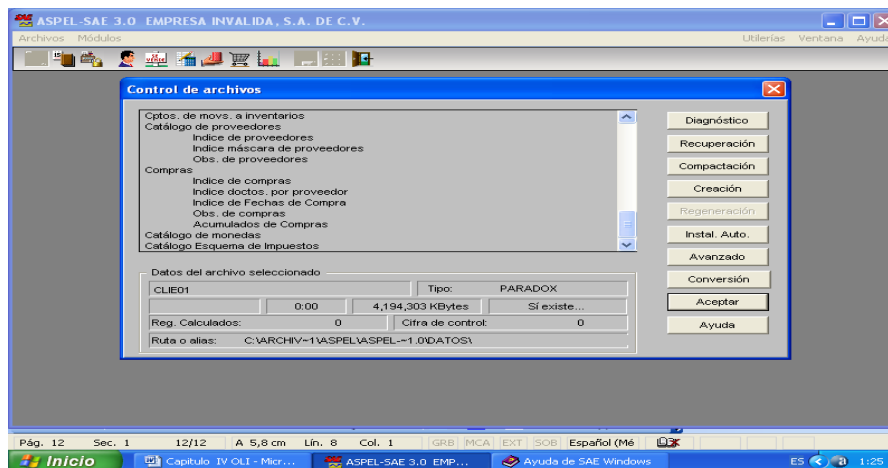 ASPEL-SAE 3.0 EMPRESA INVALIDA, S.A. DE C.V.
Archivos Módulos Utilerías Ventana Ayuda
Control de archivos
Cptos. de movs. a inventarios
Catálogo de proveedores
Indice de proveedores
Indice máscara de proveedores
Obs. de proveedores
Compras
Indice de compras
Indice doctos. por proveedor
Indice de Fechas de Compra
Obs. de compras
Acumulados de Compras
Catálogo de monedas
Catálogo Esquema de Impuestos
Diagnóstico
Recuperación
Compactación
Creación
Regeneración
Instal. Auto.
Avanzado
Conversión
Aceptar
Ayuda
Datos del archivo seleccionado
CLIE01 Tipo: PARADOX
0:00 4,194,303 KBytes Sí existe...
Reg. Calculados: 0 Cifra de control: 0
Ruta o alias: C:\ARCHIV~1\ASPEL\ASPEL-~1.0\DATOS\
Pág. 12 Sec. 1 12/12 A 5,8 cm Lín. 8 Col. 1 GRB MCA EXT SOB Español (Mé
Inicio Capitulo IV OLI - Micr... ASPEL-SAE 3.0 EMP... Ayuda de SAE Windows ES 1:25